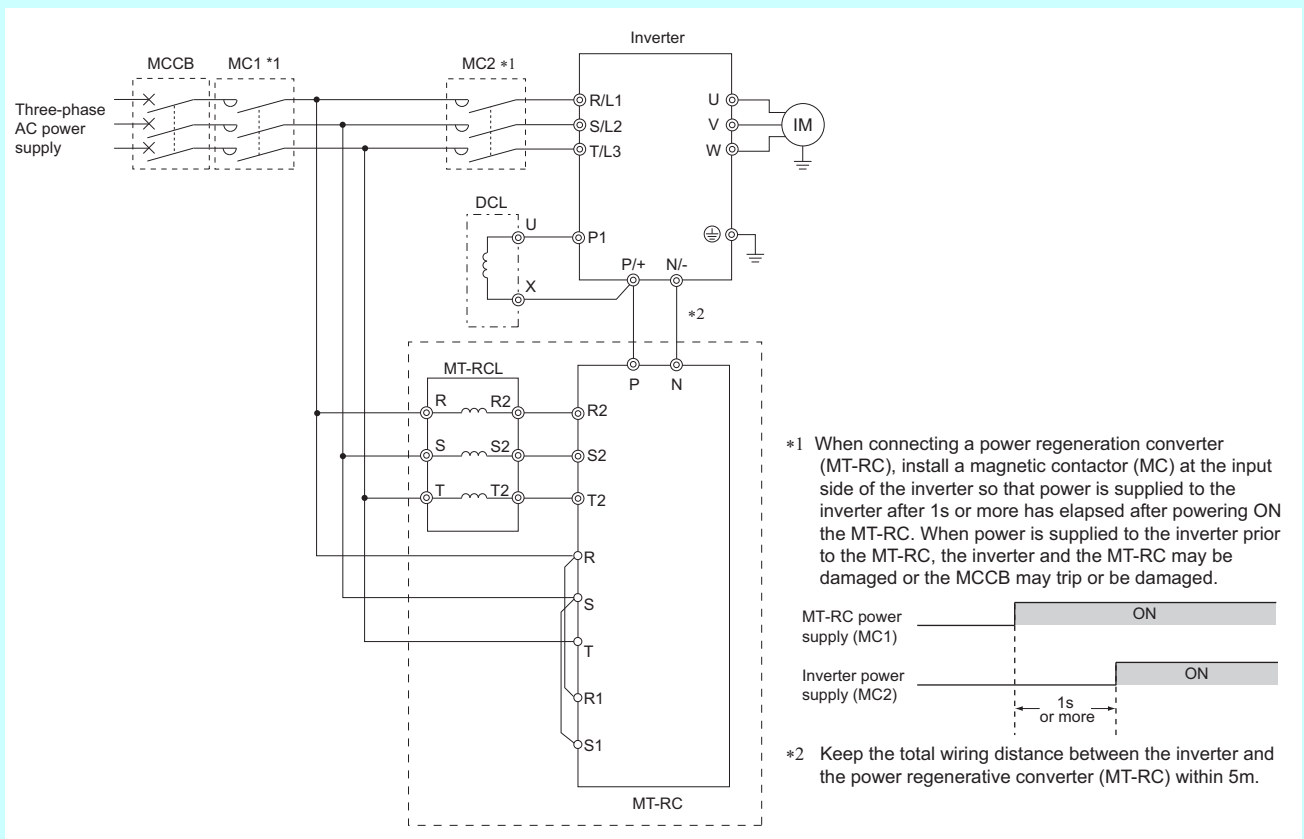 Inverter
MCCB
MC1 *1
MC2 *1
Three-phase
AC power
supply
R/L1
S/L2
T/L3
U
V
W
IM
DCL
U
X
P1
P/+
N/-
*2
MT-RCL
R
R2
S
S2
T
T2
P
N
R2
S2
T2
R
S
T
R1
S1
MT-RC
*1 When connecting a power regeneration converter
(MT-RC), install a magnetic contactor (MC) at the input
side of the inverter so that power is supplied to the
inverter after 1s or more has elapsed after powering ON
the MT-RC. When power is supplied to the inverter prior
to the MT-RC, the inverter and the MT-RC may be
damaged or the MCCB may trip or be damaged.
MT-RC power
supply (MC1)
ON
Inverter power
supply (MC2)
ON
1s
or more
*2 Keep the total wiring distance between the inverter and
the power regenerative converter (MT-RC) within 5m.